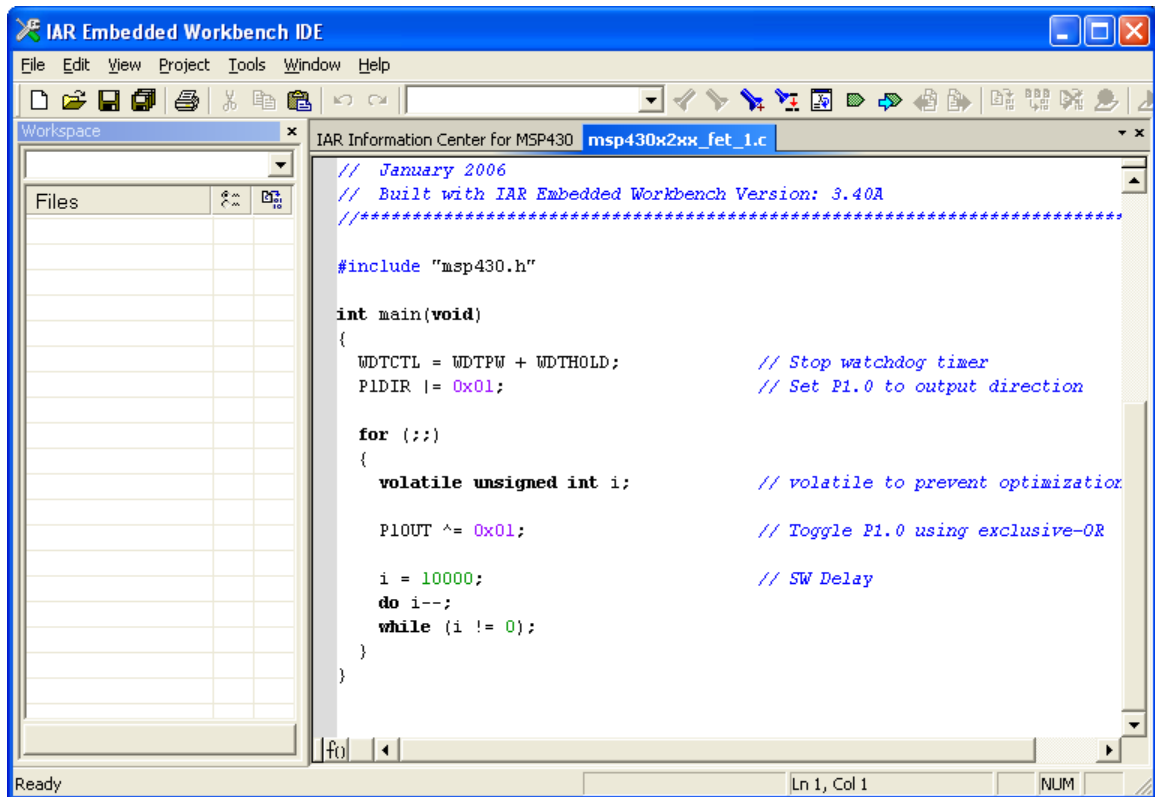 IAR Embedded Workbench IDE
File Edit View Project Tools Window Help
Workspace
Files
IAR Information Center for MSP430 msp430x2xx_fet_1.c
//  January 2006
//  Built with IAR Embedded Workbench Version: 3.40A
//*************************************************************************
#include "msp430.h"
int main(void)
{
WDTCTL = WDTPW + WDTHOLD; // Stop watchdog timer
P1DIR |= 0x01; // Set P1.0 to output direction
for (;;)
{
volatile unsigned int i; // volatile to prevent optimization
P1OUT ^= 0x01; // Toggle P1.0 using exclusive-OR
i = 10000; // SW Delay
do i--;
while (i != 0);
}
}
f()
Ready Ln 1, Col 1 NUM